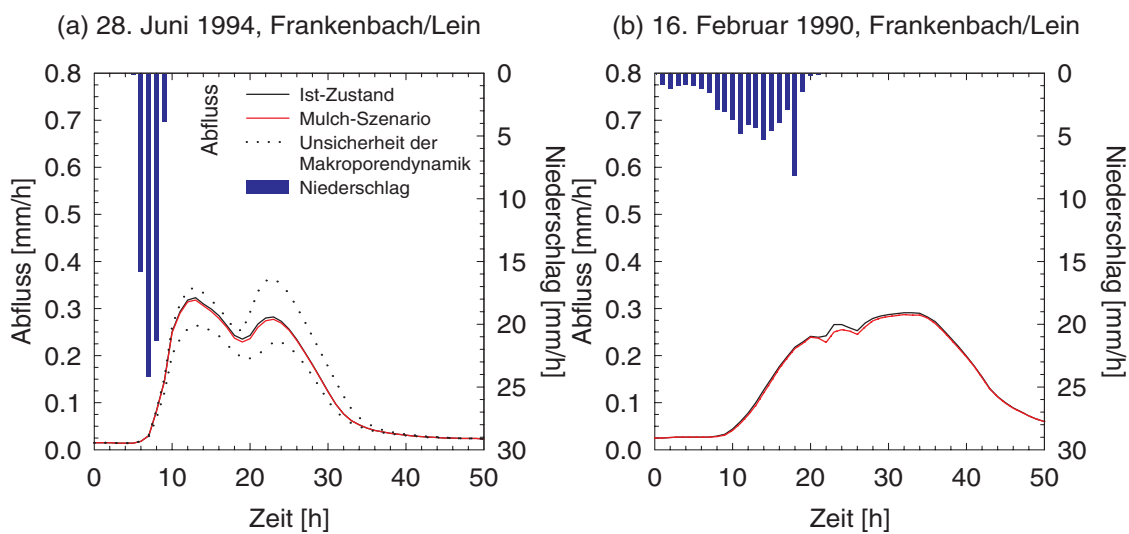 (a) 28. Juni 1994, Frankenbach/Lein
0.8
0.7
0.6
0.5
0.4
0.3
0.2
0.1
0.0
Abfluss [mm/h]
0
5
10
15
20
25
30
Niederschlag [mm/h]
Abfluss
Ist-Zustand
Mulch-Szenario
Unsicherheit der
Makroporendynamik
Niederschlag
0 10 20 30 40 50
Zeit [h]
(b) 16. Februar 1990, Frankenbach/Lein
0.8
0.7
0.6
0.5
0.4
0.3
0.2
0.1
0.0
Abfluss [mm/h]
0
5
10
15
20
25
30
Niederschlag [mm/h]
0 10 20 30 40 50
Zeit [h]